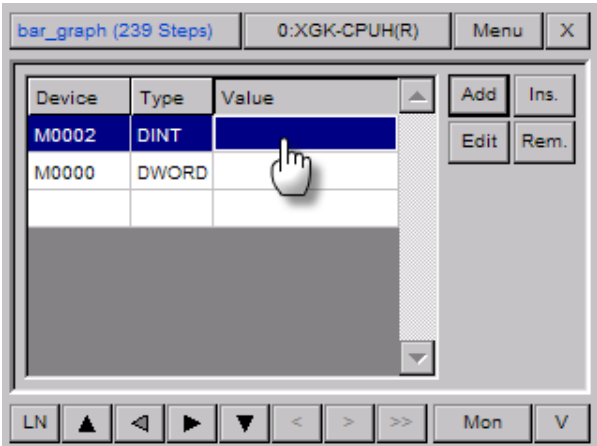 bar_graph (239 Steps) 0:XGK-CPUH(R) Menu X
Device Type Value Add Ins.
M0002 DINT Edit Rem.
M0000 DWORD
LN < > >> Mon V